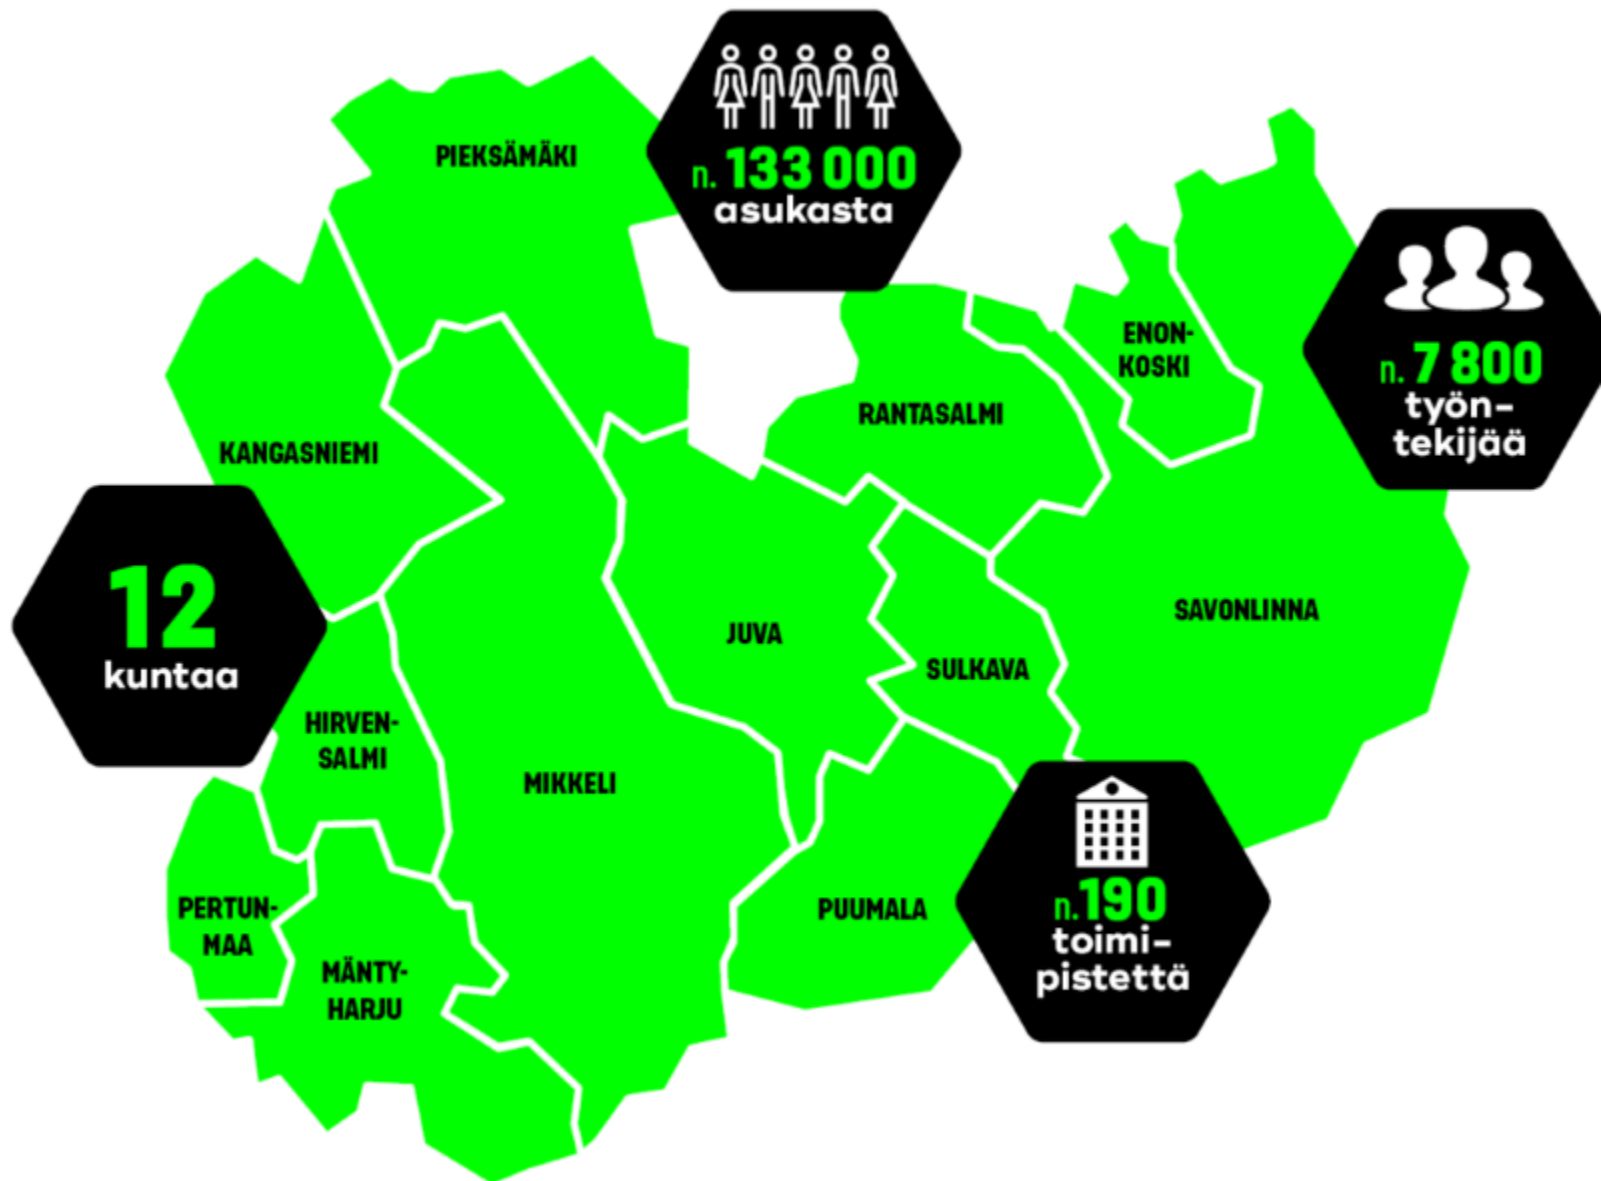 n. 133 000
asukasta
PIEKSÄMÄKI
n. 7 800
työn-
tekijää
ENON-
KOSKI
RANTASALMI
KANGASNIEMI
12
kuntaa
SAVONLINNA
JUVA
SULKAVA
HIRVEN-
SALMI
MIKKELI
PUUMALA
n.190
toimi-
pistettä
PERTUN-
MAA
MÄNTY-
HARJU